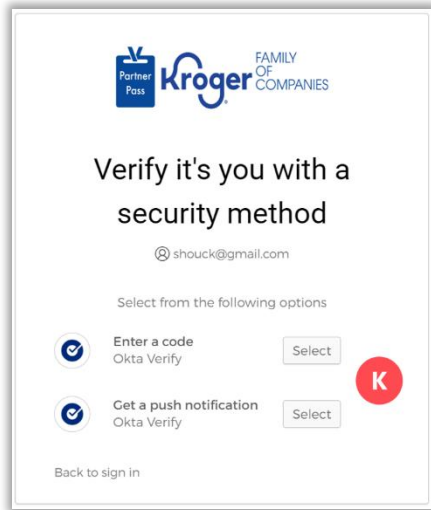 Partner
Pass
Kroger
FAMILY
OF
COMPANIES
Verify it's you with a
security method
shouck@gmail.com
Select from the following options
Enter a code
Okta Verify
Select
K
Get a push notification
Okta Verify
Select
Back to sign in